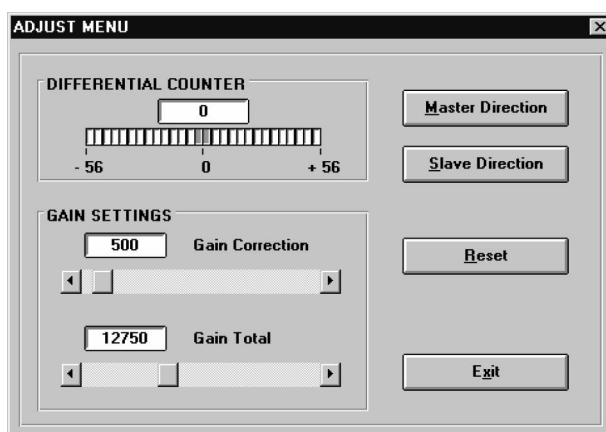 ADJUST MENU
DIFFERENTIAL COUNTER
0
- 56 0 + 56
GAIN SETTINGS
500 Gain Correction
12750 Gain Total
Master Direction
Slave Direction
Reset
Exit